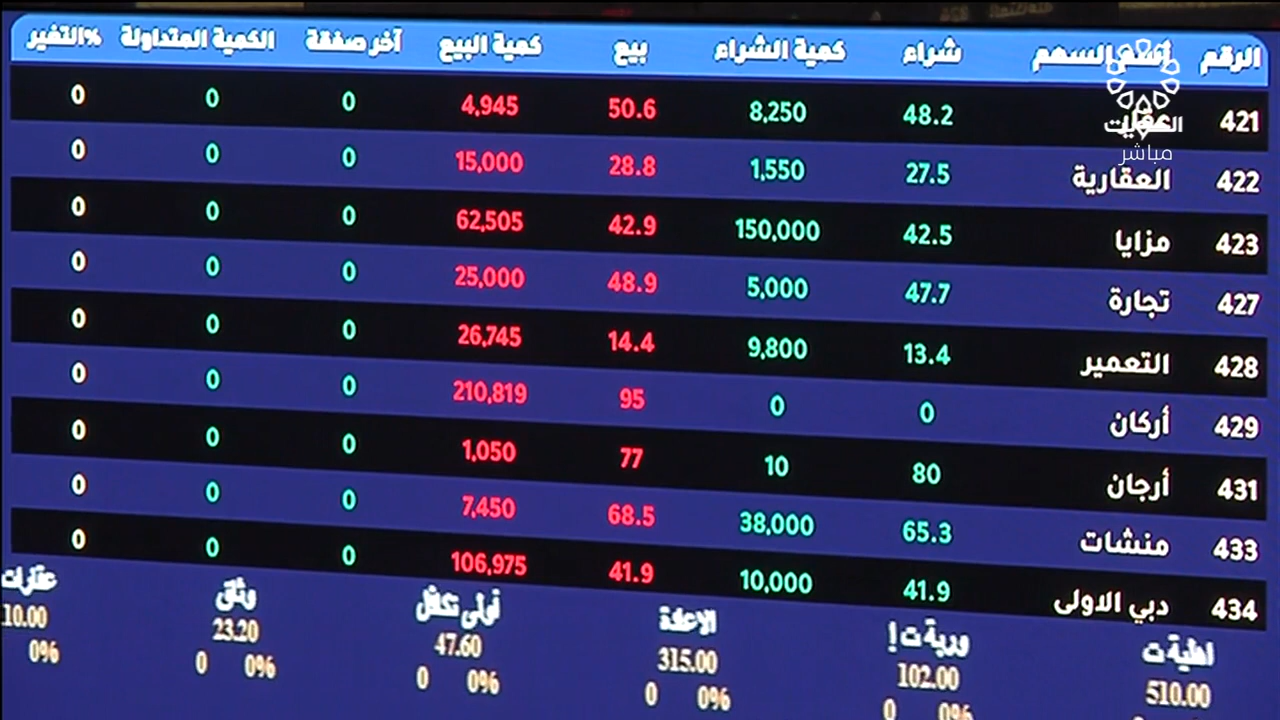 الرقم اسم السهم شراء كمية الشراء بيع كمية البيع آخر صفقة الكمية المتداولة %التغير
421 عقار 48.2 8,250 50.6 4,945 0 0 0
422 العقارية 27.5 1,550 28.8 15,000 0 0 0
423 مزايا 42.5 150,000 42.9 62,505 0 0 0
427 تجارة 47.7 5,000 48.9 25,000 0 0 0
428 التعمير 13.4 9,800 14.4 26,745 0 0 0
429 أركان 0 0 95 210,819 0 0 0
431 أرجان 80 10 77 1,050 0 0 0
433 منشات 65.3 38,000 68.5 7,450 0 0 0
434 دبي الاولى 41.9 10,000 41.9 106,975 0 0 0
اهلية ت وربة ت ! الاعادة أولى تكافل وثاق عقارات
510.00 102.00 315.00 47.60 23.20 10.00
0 0% 0 0% 0 0% 0 0% 0%
الكويت
مباشر